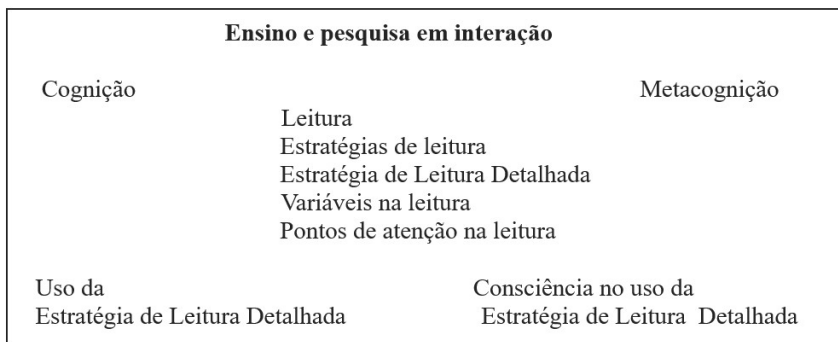 Ensino e pesquisa em interação
Cognição Metacognição
Leitura
Estratégias de leitura
Estratégia de Leitura Detalhada
Variáveis na leitura
Pontos de atenção na leitura
Uso da Consciência no uso da
Estratégia de Leitura Detalhada Estratégia de Leitura Detalhada